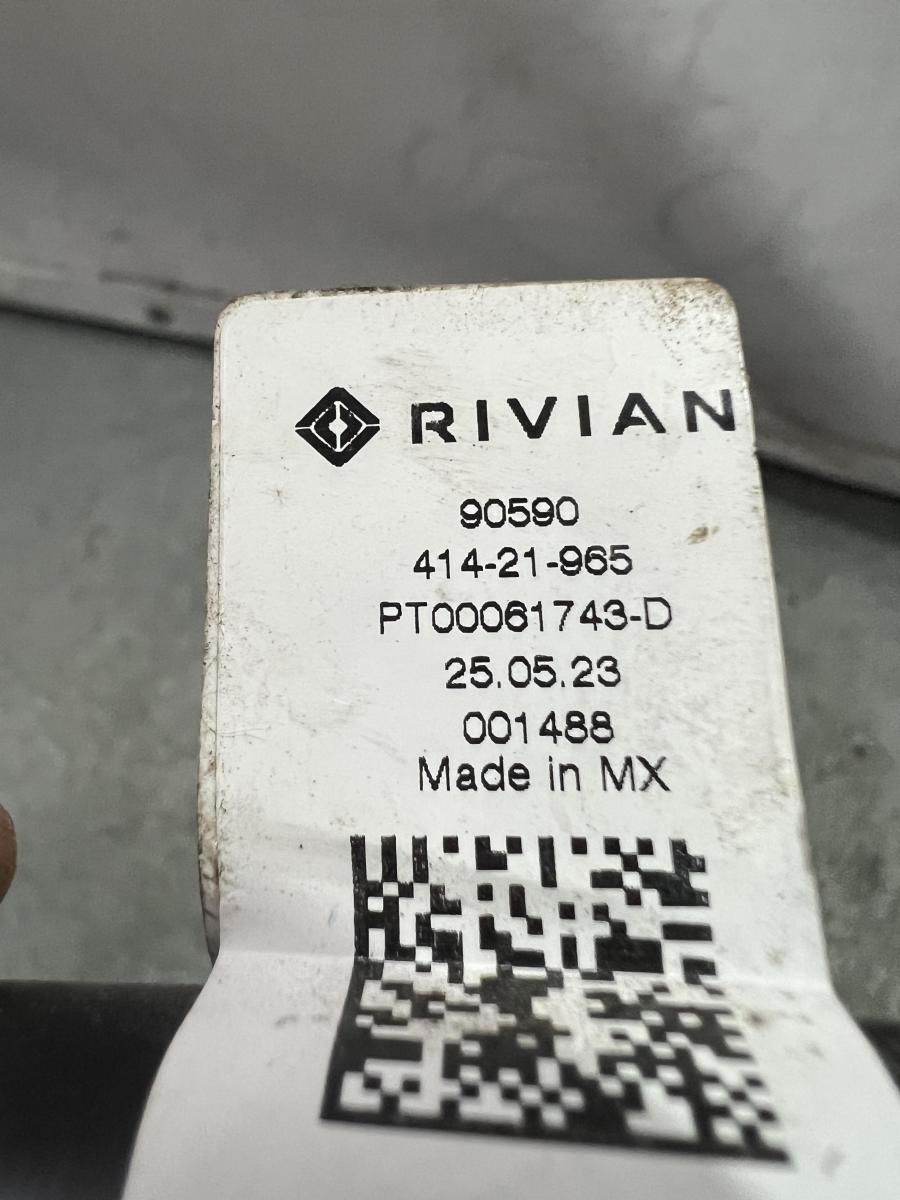 RIVIAN
90590
414-21-965
PT00061743-D
25.05.23
001488
Made in MX